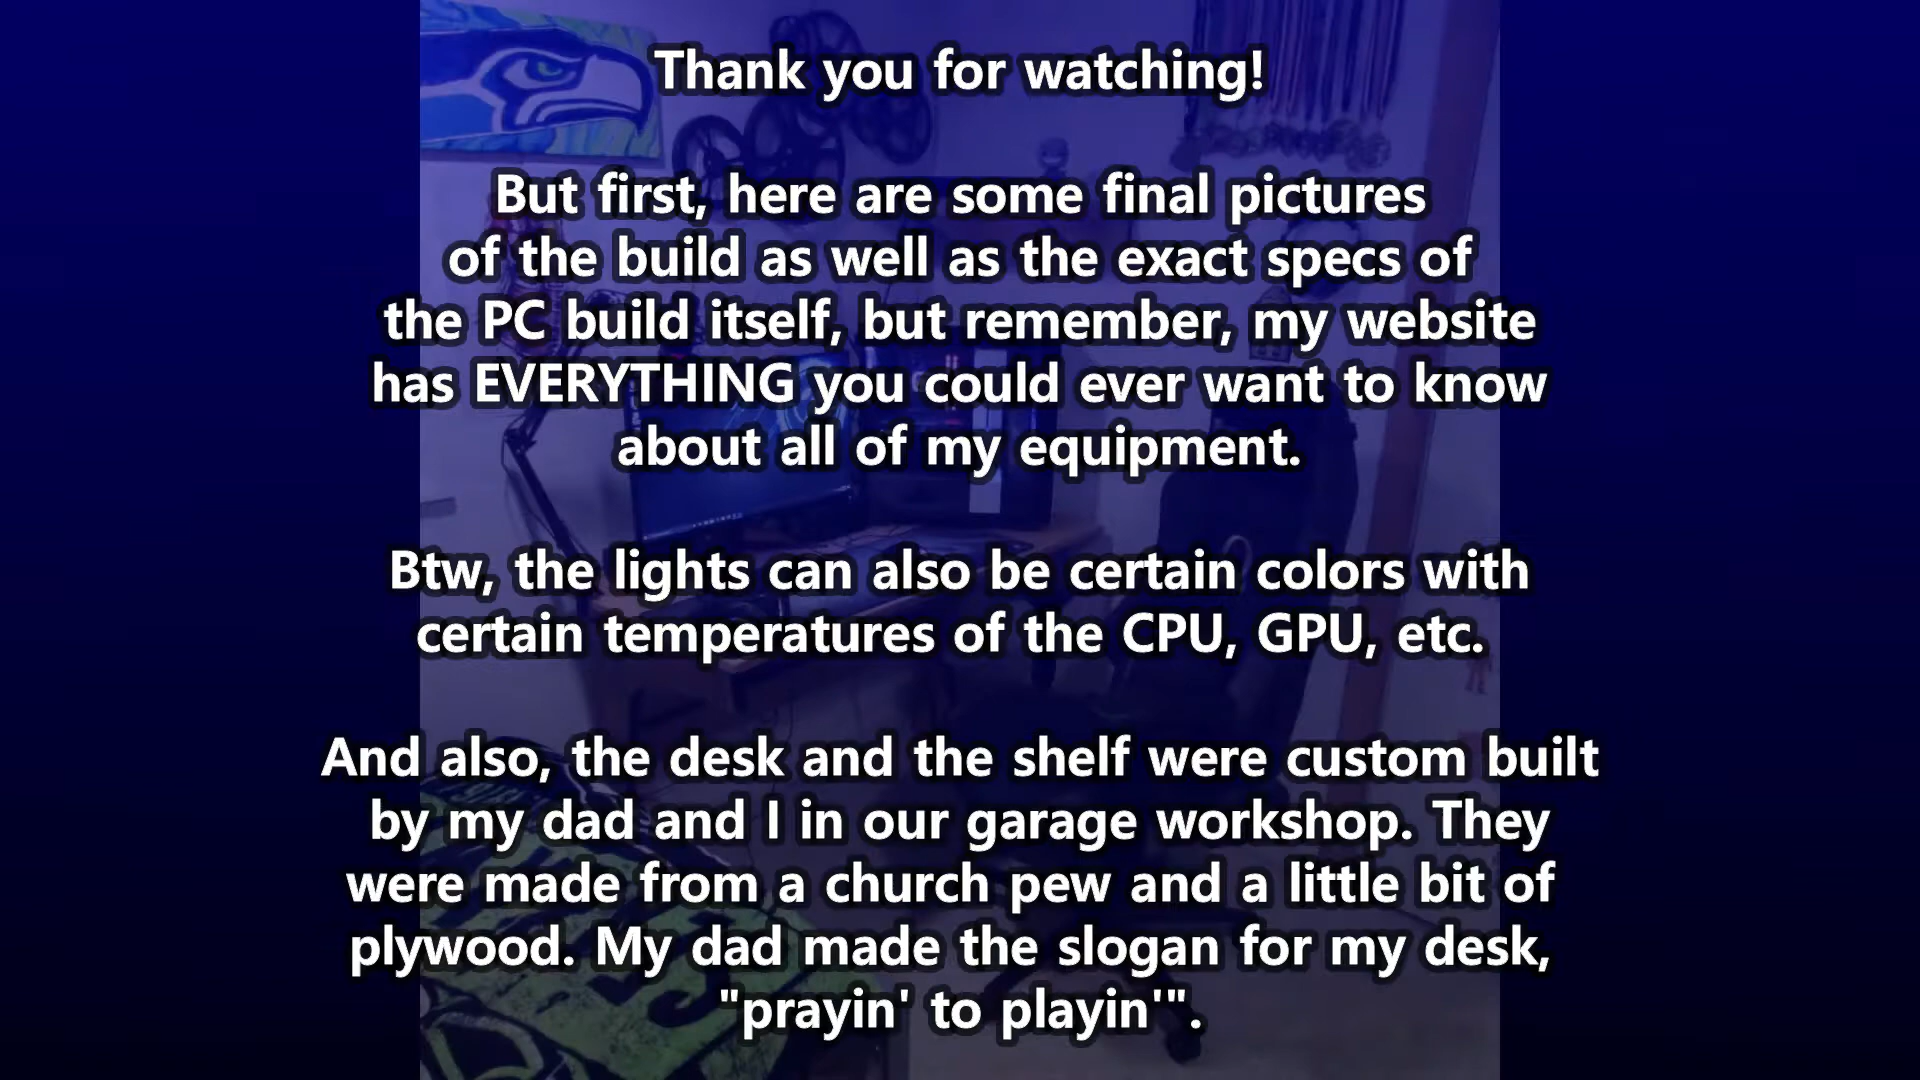 Thank you for watching!
But first, here are some final pictures
of the build as well as the exact specs of
the PC build itself, but remember, my website
has EVERYTHING you could ever want to know
about all of my equipment.
Btw, the lights can also be certain colors with
certain temperatures of the CPU, GPU, etc.
And also, the desk and the shelf were custom built
by my dad and I in our garage workshop. They
were made from a church pew and a little bit of
plywood. My dad made the slogan for my desk,
"prayin' to playin'".